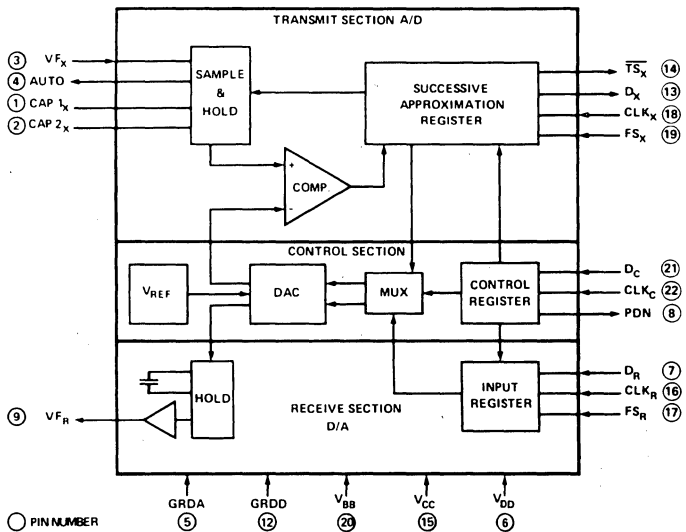 TRANSMIT SECTION A/D
③ VFX
④ AUTO
① CAP 1X
② CAP 2X
SAMPLE
&
HOLD
SUCCESSIVE
APPROXIMATION
REGISTER
TSX ⑭
DX ⑬
CLKX ⑱
FSX ⑲
+
COMP.
-
CONTROL SECTION
VREF
DAC
MUX
CONTROL
REGISTER
DC ㉑
CLKC ㉒
PDN ⑧
HOLD
⑨ VFR
RECEIVE SECTION
D/A
INPUT
REGISTER
DR ⑦
CLKR ⑯
FSR ⑰
GRDA GRDD VBB VCC VDD
⑤ ⑫ ⑳ ⑮ ⑥
PIN NUMBER